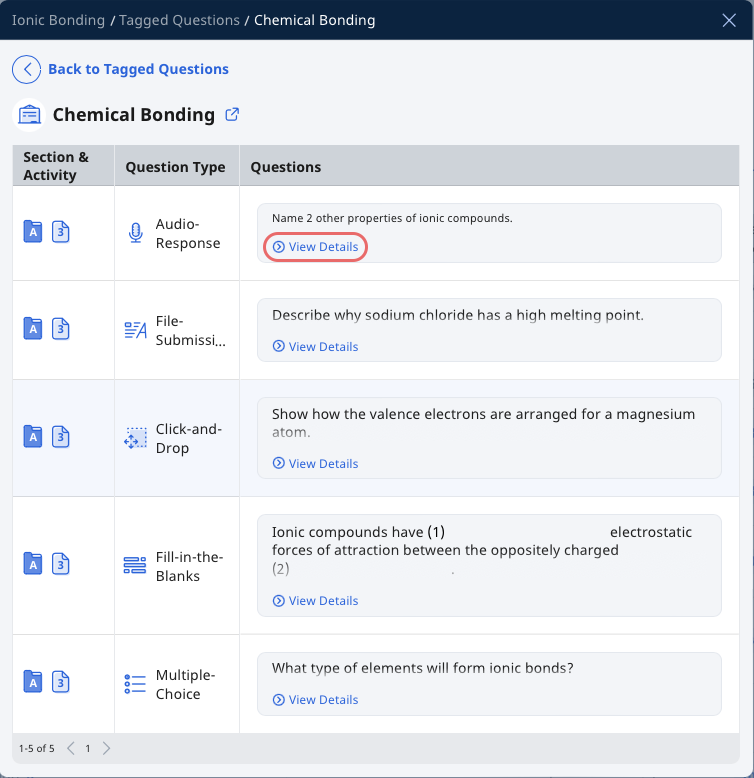 Ionic Bonding / Tagged Questions / Chemical Bonding
Back to Tagged Questions
Chemical Bonding
Section &
Activity
Question Type
Questions
A 3
Audio-
Response
Name 2 other properties of ionic compounds.
View Details
A 3
File-
Submissi...
Describe why sodium chloride has a high melting point.
View Details
A 3
Click-and-
Drop
Show how the valence electrons are arranged for a magnesium
atom.
View Details
A 3
Fill-in-the-
Blanks
Ionic compounds have (1) electrostatic
forces of attraction between the oppositely charged
(2) .
View Details
A 3
Multiple-
Choice
What type of elements will form ionic bonds?
View Details
1-5 of 5 1